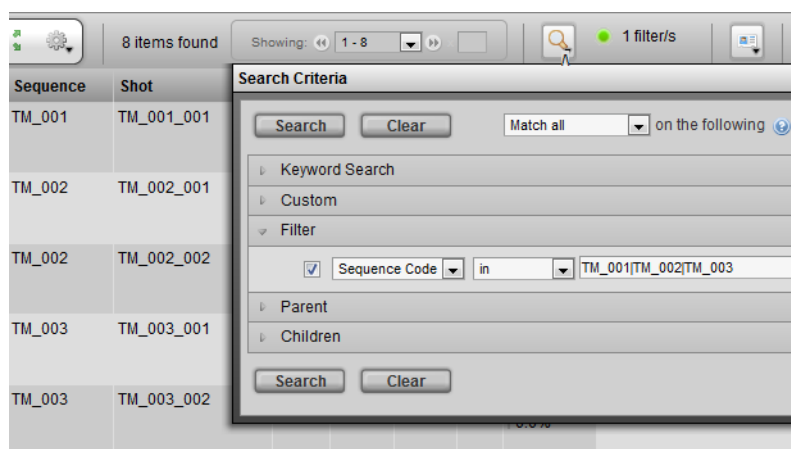 8 items found Showing: 1 - 8 1 filter/s
Sequence Shot Search Criteria
TM_001 TM_001_001
Search Clear Match all on the following
Keyword Search
TM_002 TM_002_001
Custom
Filter
TM_002 TM_002_002
Sequence Code in TM_001|TM_002|TM_003
Parent
TM_003 TM_003_001
Children
Search Clear
TM_003 TM_003_002